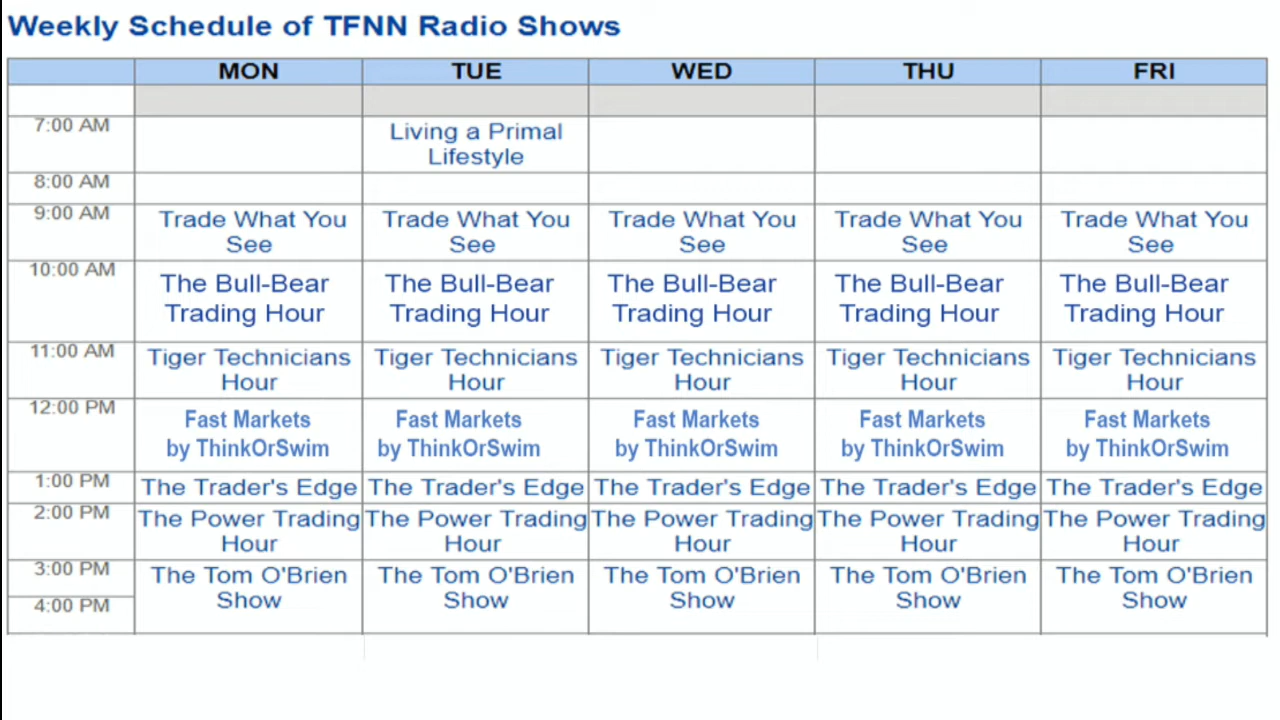 Weekly Schedule of TFNN Radio Shows
MON TUE WED THU FRI
7:00 AM Living a Primal
Lifestyle
8:00 AM
9:00 AM Trade What You Trade What You Trade What You Trade What You Trade What You
See See See See See
10:00 AM The Bull-Bear The Bull-Bear The Bull-Bear The Bull-Bear The Bull-Bear
Trading Hour Trading Hour Trading Hour Trading Hour Trading Hour
11:00 AM Tiger Technicians Tiger Technicians Tiger Technicians Tiger Technicians Tiger Technicians
Hour Hour Hour Hour Hour
12:00 PM Fast Markets Fast Markets Fast Markets Fast Markets Fast Markets
by ThinkOrSwim by ThinkOrSwim by ThinkOrSwim by ThinkOrSwim by ThinkOrSwim
1:00 PM The Trader's Edge The Trader's Edge The Trader's Edge The Trader's Edge The Trader's Edge
2:00 PM The Power Trading The Power Trading The Power Trading The Power Trading The Power Trading
Hour Hour Hour Hour Hour
3:00 PM The Tom O'Brien The Tom O'Brien The Tom O'Brien The Tom O'Brien The Tom O'Brien
4:00 PM Show Show Show Show Show